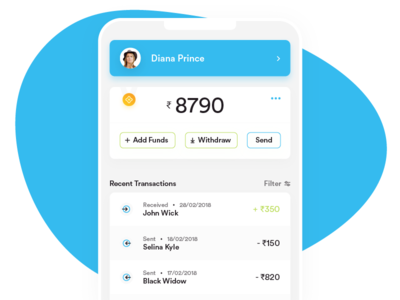 Diana Prince
₹ 8790
+ Add Funds
Withdraw
Send
Recent Transactions
Filter
Received • 28/02/2018
John Wick
+ ₹350
Sent • 18/02/2018
Selina Kyle
- ₹150
Sent • 17/02/2018
Black Widow
- ₹820